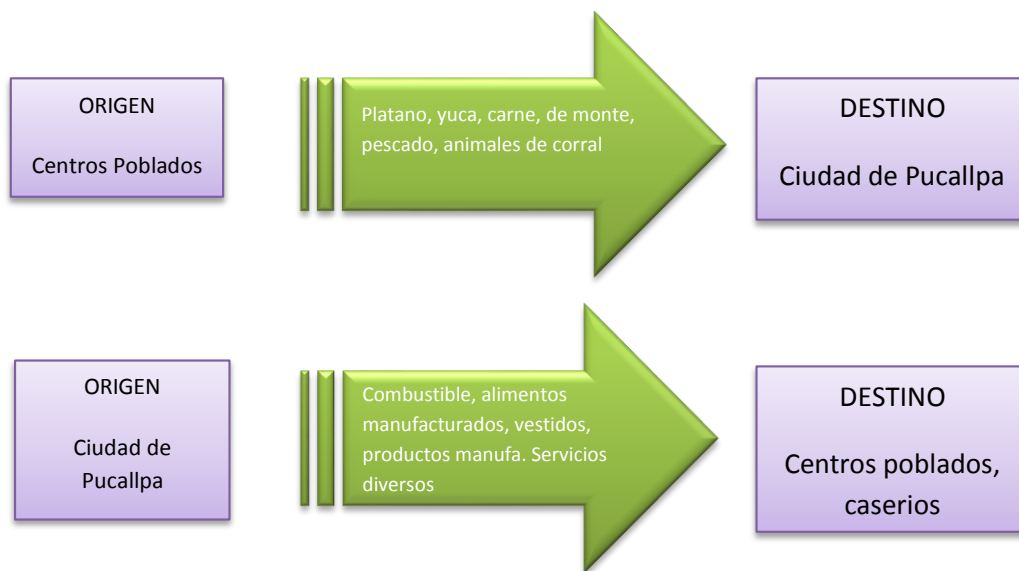 ORIGEN
Centros Poblados
Platano, yuca, carne, de monte,
pescado, animales de corral
DESTINO
Ciudad de Pucallpa
ORIGEN
Ciudad de
Pucallpa
Combustible, alimentos
manufacturados, vestidos,
productos manufa. Servicios
diversos
DESTINO
Centros poblados,
caserios